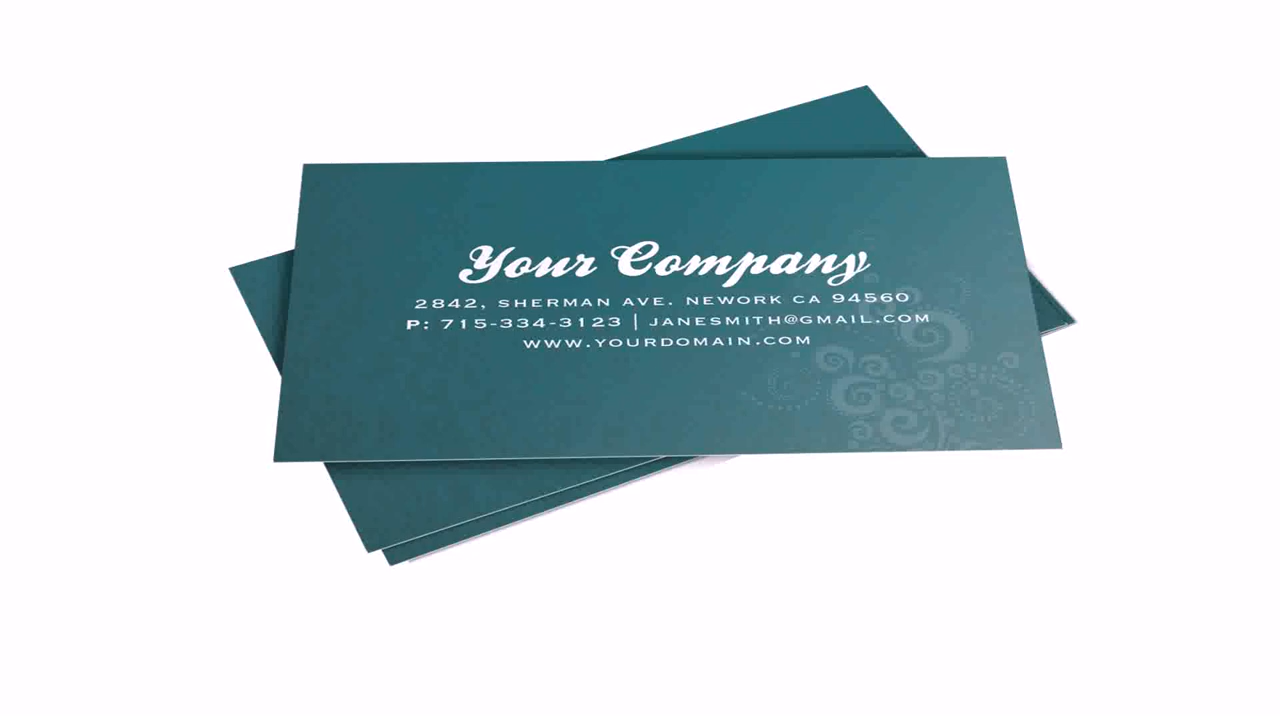 Your Company
2842, SHERMAN AVE. NEWORK CA 94560
P: 715-334-3123 | JANESMITH@GMAIL.COM
WWW.YOURDOMAIN.COM